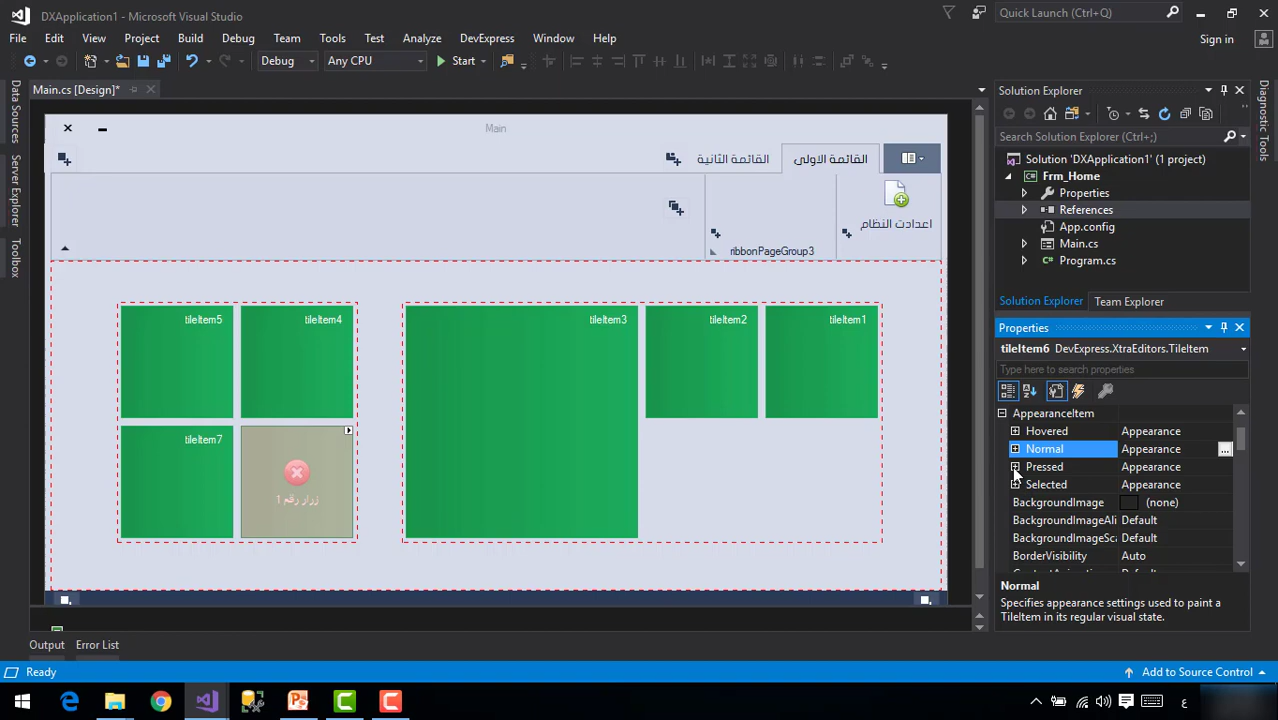 DXApplication1 - Microsoft Visual Studio
Quick Launch (Ctrl+Q)
File Edit View Project Build Debug Team Tools Test Analyze DevExpress Window Help
Sign in
Debug Any CPU Start
Main.cs [Design]*
Data Sources
Server Explorer
Toolbox
Main
القائمة الاولى
القائمة الثانية
اعدادت النظام
ribbonPageGroup3
tileItem5
tileItem4
tileItem3
tileItem2
tileItem1
tileItem7
زرار رقم 1
Solution Explorer
Search Solution Explorer (Ctrl+;)
Solution 'DXApplication1' (1 project)
Frm_Home
Properties
References
App.config
Main.cs
Program.cs
Solution Explorer Team Explorer
Diagnostic Tools
Properties
tileItem6 DevExpress.XtraEditors.TileItem
Type here to search properties
AppearanceItem
Hovered Appearance
Normal Appearance ...
Pressed Appearance
Selected Appearance
BackgroundImage (none)
BackgroundImageAli Default
BackgroundImageSca Default
BorderVisibility Auto
Normal
Specifies appearance settings used to paint a
TileItem in its regular visual state.
Output Error List
Ready
Add to Source Control
ع